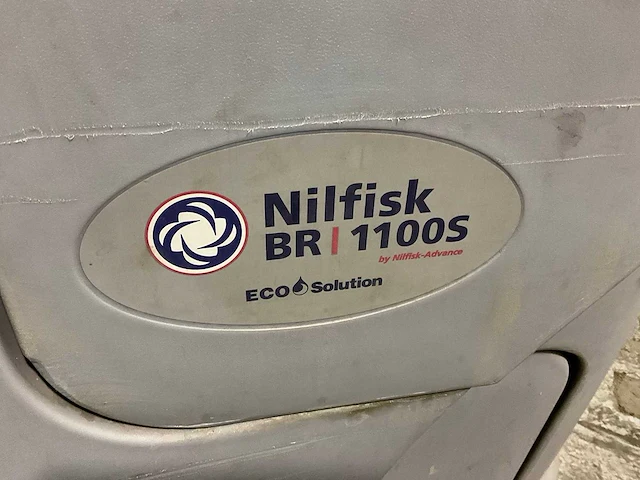 Nilfisk
BR | 1100S
by Nilfisk-Advance
ECO Solution